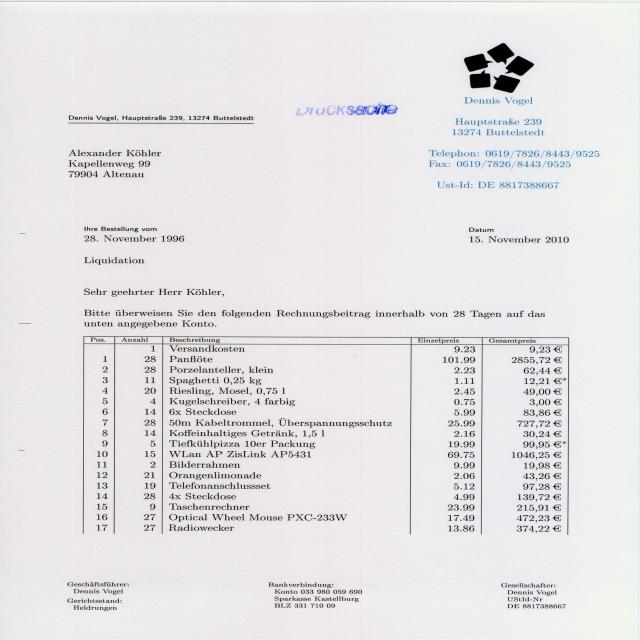 Dennis Vogel
Dennis Vogel, Hauptstraße 239, 13274 Buttelstedt
Drucksache
Hauptstraße 239
13274 Buttelstedt
Alexander Köhler
Kapellenweg 99
79904 Altenau
Telephon: 0619/7826/8443/9525
Fax: 0619/7826/8443/9525
Ust-Id: DE 8817388667
Ihre Bestellung vom
28. November 1996
Datum
15. November 2010
Liquidation
Sehr geehrter Herr Köhler,
Bitte überweisen Sie den folgenden Rechnungsbeitrag innerhalb von 28 Tagen auf das
unten angegebene Konto.
Pos. Anzahl Beschreibung Einzelpreis Gesamtpreis
1 Versandkosten 9.23 9,23 €
1 28 Panflöte 101.99 2855,72 €
2 28 Porzelanteller, klein 2.23 62,44 €
3 11 Spaghetti 0,25 kg 1.11 12,21 €*
4 20 Riesling, Mosel, 0,75 l 2.45 49,00 €
5 4 Kugelschreiber, 4 farbig 0.75 3,00 €
6 14 6x Steckdose 5.99 83,86 €
7 28 50m Kabeltrommel, Überspannungsschutz 25.99 727,72 €
8 14 Koffeinhaltiges Getränk, 1,5 l 2.16 30,24 €
9 5 Tiefkühlpizza 10er Packung 19.99 99,95 €*
10 15 WLan AP ZisLink AP5431 69.75 1046,25 €
11 2 Bilderrahmen 9.99 19,98 €
12 21 Orangenlimonade 2.06 43,26 €
13 19 Telefonanschlussset 5.12 97,28 €
14 28 4x Steckdose 4.99 139,72 €
15 9 Taschenrechner 23.99 215,91 €
16 27 Optical Wheel Mouse PXC-233W 17.49 472,23 €
17 27 Radiowecker 13.86 374,22 €
Geschäftsführer:
Dennis Vogel
Gerichtsstand:
Heldrungen
Bankverbindung:
Konto 033 980 059 690
Sparkasse Kastellburg
BLZ 331 710 09
Gesellschafter:
Dennis Vogel
UStId-Nr
DE 8817388667